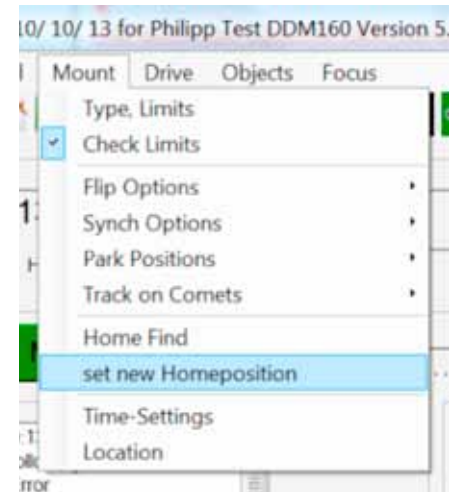 10/ 10/ 13 for Philipp Test DDM160 Version 5.
Mount Drive Objects Focus
Type, Limits
Check Limits
Flip Options
Synch Options
Park Positions
Track on Comets
Home Find
set new Homeposition
Time-Settings
Location